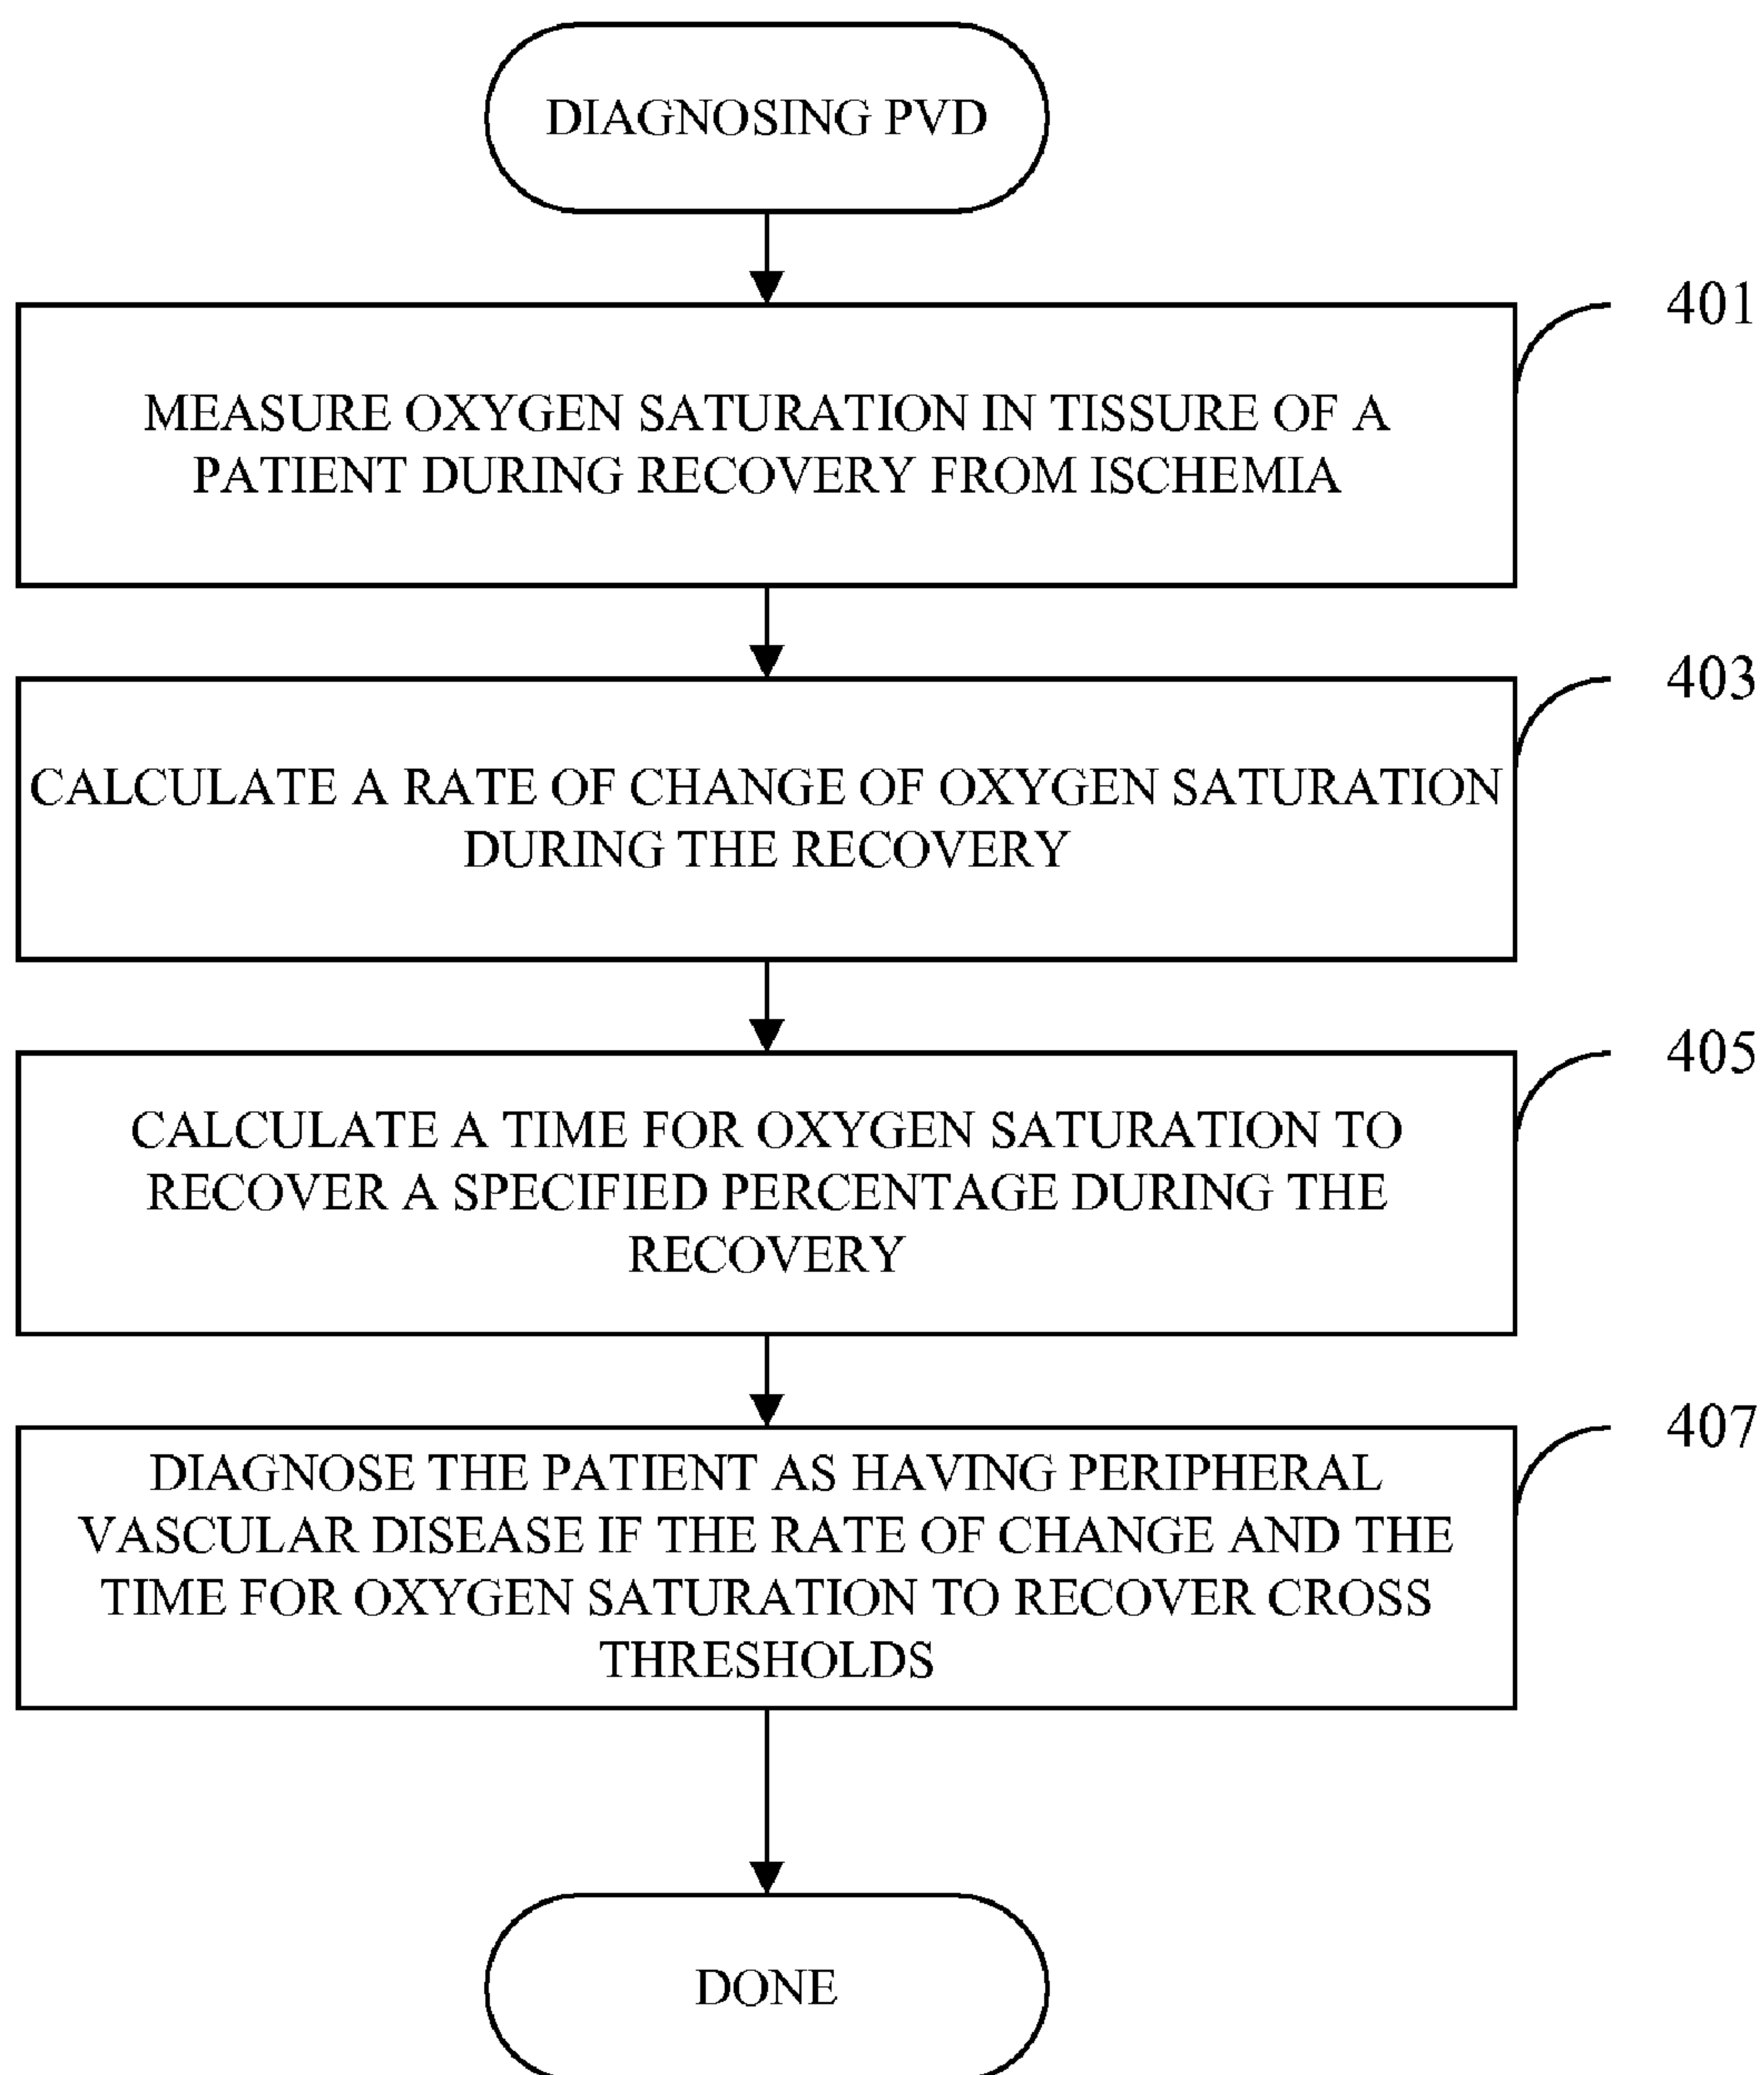 DIAGNOSING PVD
401
MEASURE OXYGEN SATURATION IN TISSURE OF A
PATIENT DURING RECOVERY FROM ISCHEMIA
403
CALCULATE A RATE OF CHANGE OF OXYGEN SATURATION
DURING THE RECOVERY
405
CALCULATE A TIME FOR OXYGEN SATURATION TO
RECOVER A SPECIFIED PERCENTAGE DURING THE
RECOVERY
407
DIAGNOSE THE PATIENT AS HAVING PERIPHERAL
VASCULAR DISEASE IF THE RATE OF CHANGE AND THE
TIME FOR OXYGEN SATURATION TO RECOVER CROSS
THRESHOLDS
DONE